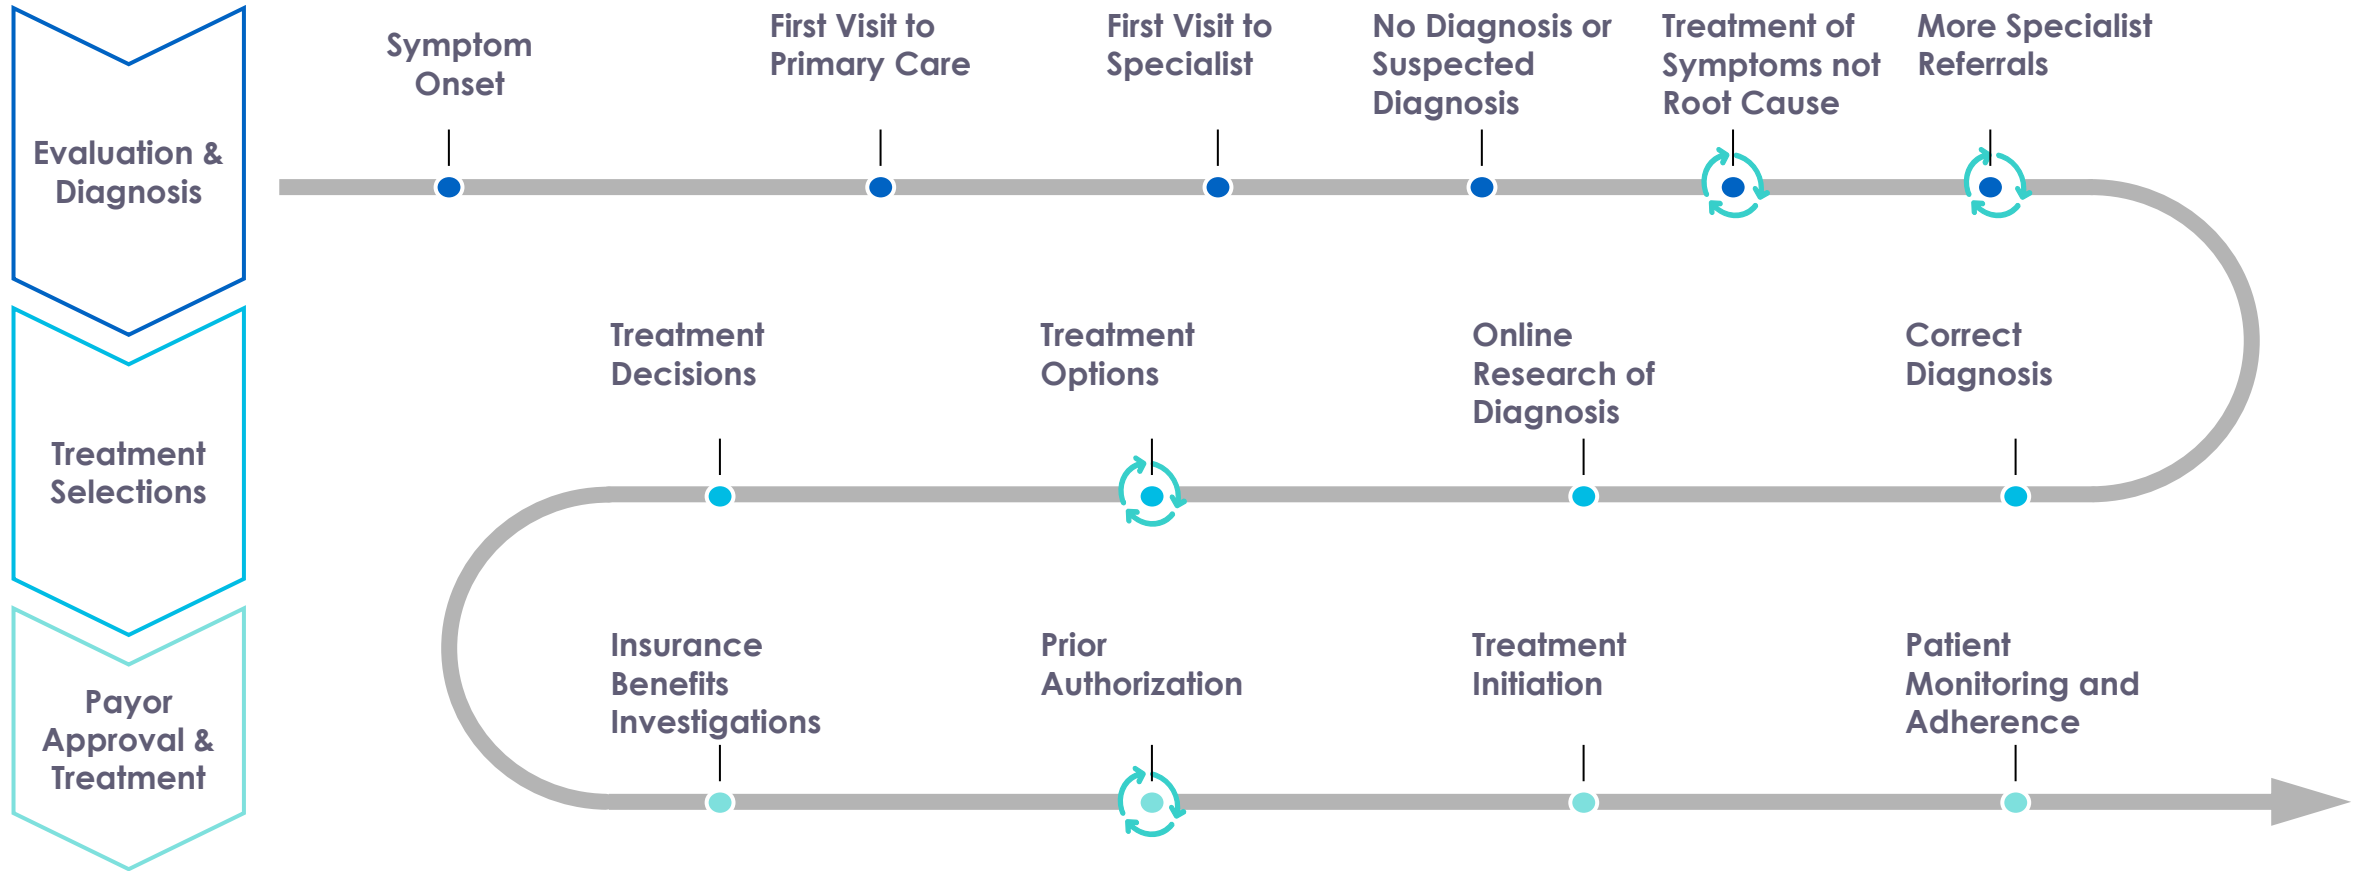 Evaluation &
Diagnosis
Symptom
Onset
First Visit to
Primary Care
First Visit to
Specialist
No Diagnosis or
Suspected
Diagnosis
Treatment of
Symptoms not
Root Cause
More Specialist
Referrals
Treatment
Selections
Treatment
Decisions
Treatment
Options
Online
Research of
Diagnosis
Correct
Diagnosis
Payor
Approval &
Treatment
Insurance
Benefits
Investigations
Prior
Authorization
Treatment
Initiation
Patient
Monitoring and
Adherence